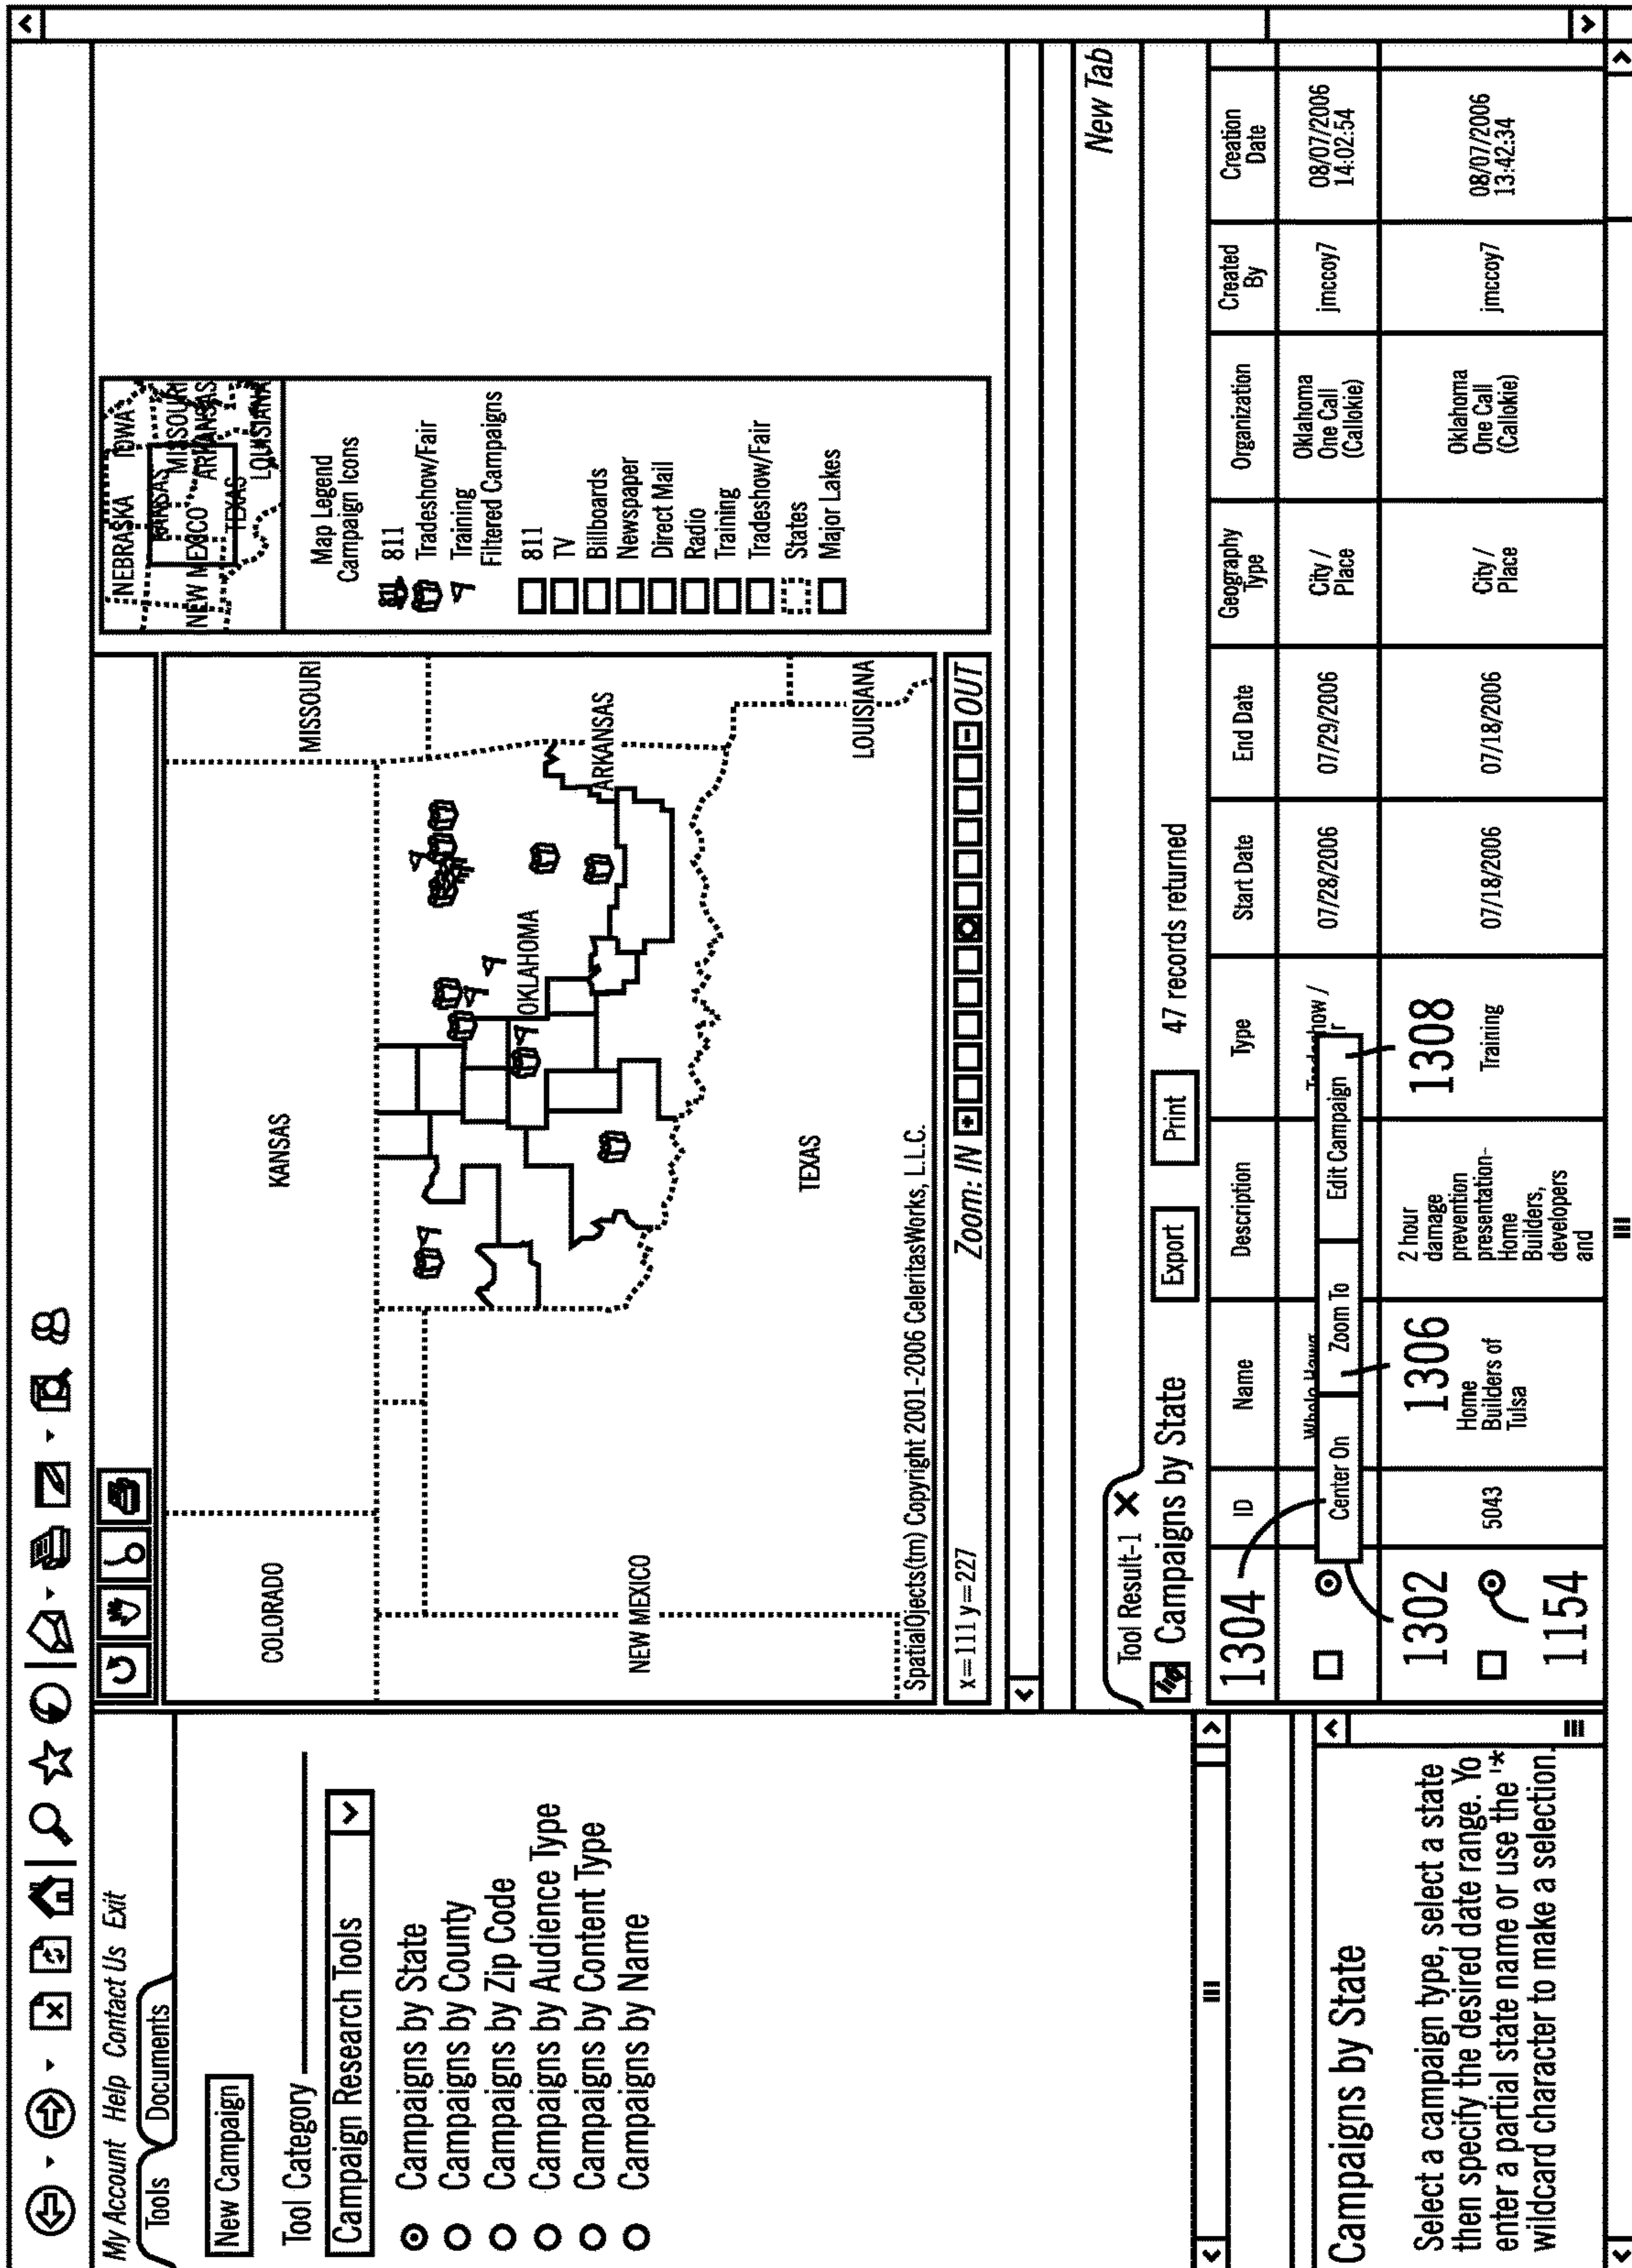 My Account Help Contact Us Exit
Tools Documents
New Campaign
Tool Category
Campaign Research Tools
Campaigns by State
Campaigns by County
Campaigns by Zip Code
Campaigns by Audience Type
Campaigns by Content Type
Campaigns by Name
Campaigns by State
Select a campaign type, select a state
then specify the desired date range. Yo
enter a partial state name or use the '*
wildcard character to make a selection.
COLORADO
KANSAS
MISSOURI
NEW MEXICO
OKLAHOMA
ARKANSAS
TEXAS
LOUISIANA
SpatialOjects(tm) Copyright 2001-2006 CeleritasWorks, L.L.C.
x=111 y=227
Zoom: IN + - OUT
NEBRASKA IOWA
KANSAS MISSOURI
NEW MEXICO ARKANSAS
TEXAS LOUISIANA
Map Legend
Campaign Icons
811 811
Tradeshow/Fair
Training
Filtered Campaigns
811
TV
Billboards
Newspaper
Direct Mail
Radio
Training
Tradeshow/Fair
States
Major Lakes
Tool Result-1 X
New Tab
Campaigns by State Export Print 47 records returned
1304 ID Name Description Type Start Date End Date Geography Type Organization Created By Creation Date
Center On Zoom To Edit Campaign
07/28/2006 07/29/2006 City / Place Oklahoma One Call (Callokie) jmccoy7 08/07/2006 14:02:54
1302 1306 1308
5043 Home Builders of Tulsa
2 hour
damage
prevention
presentation-
Home
Builders,
developers
and
Training 07/18/2006 07/18/2006 City / Place Oklahoma One Call (Callokie) jmccoy7 08/07/2006 13:42:34
1154